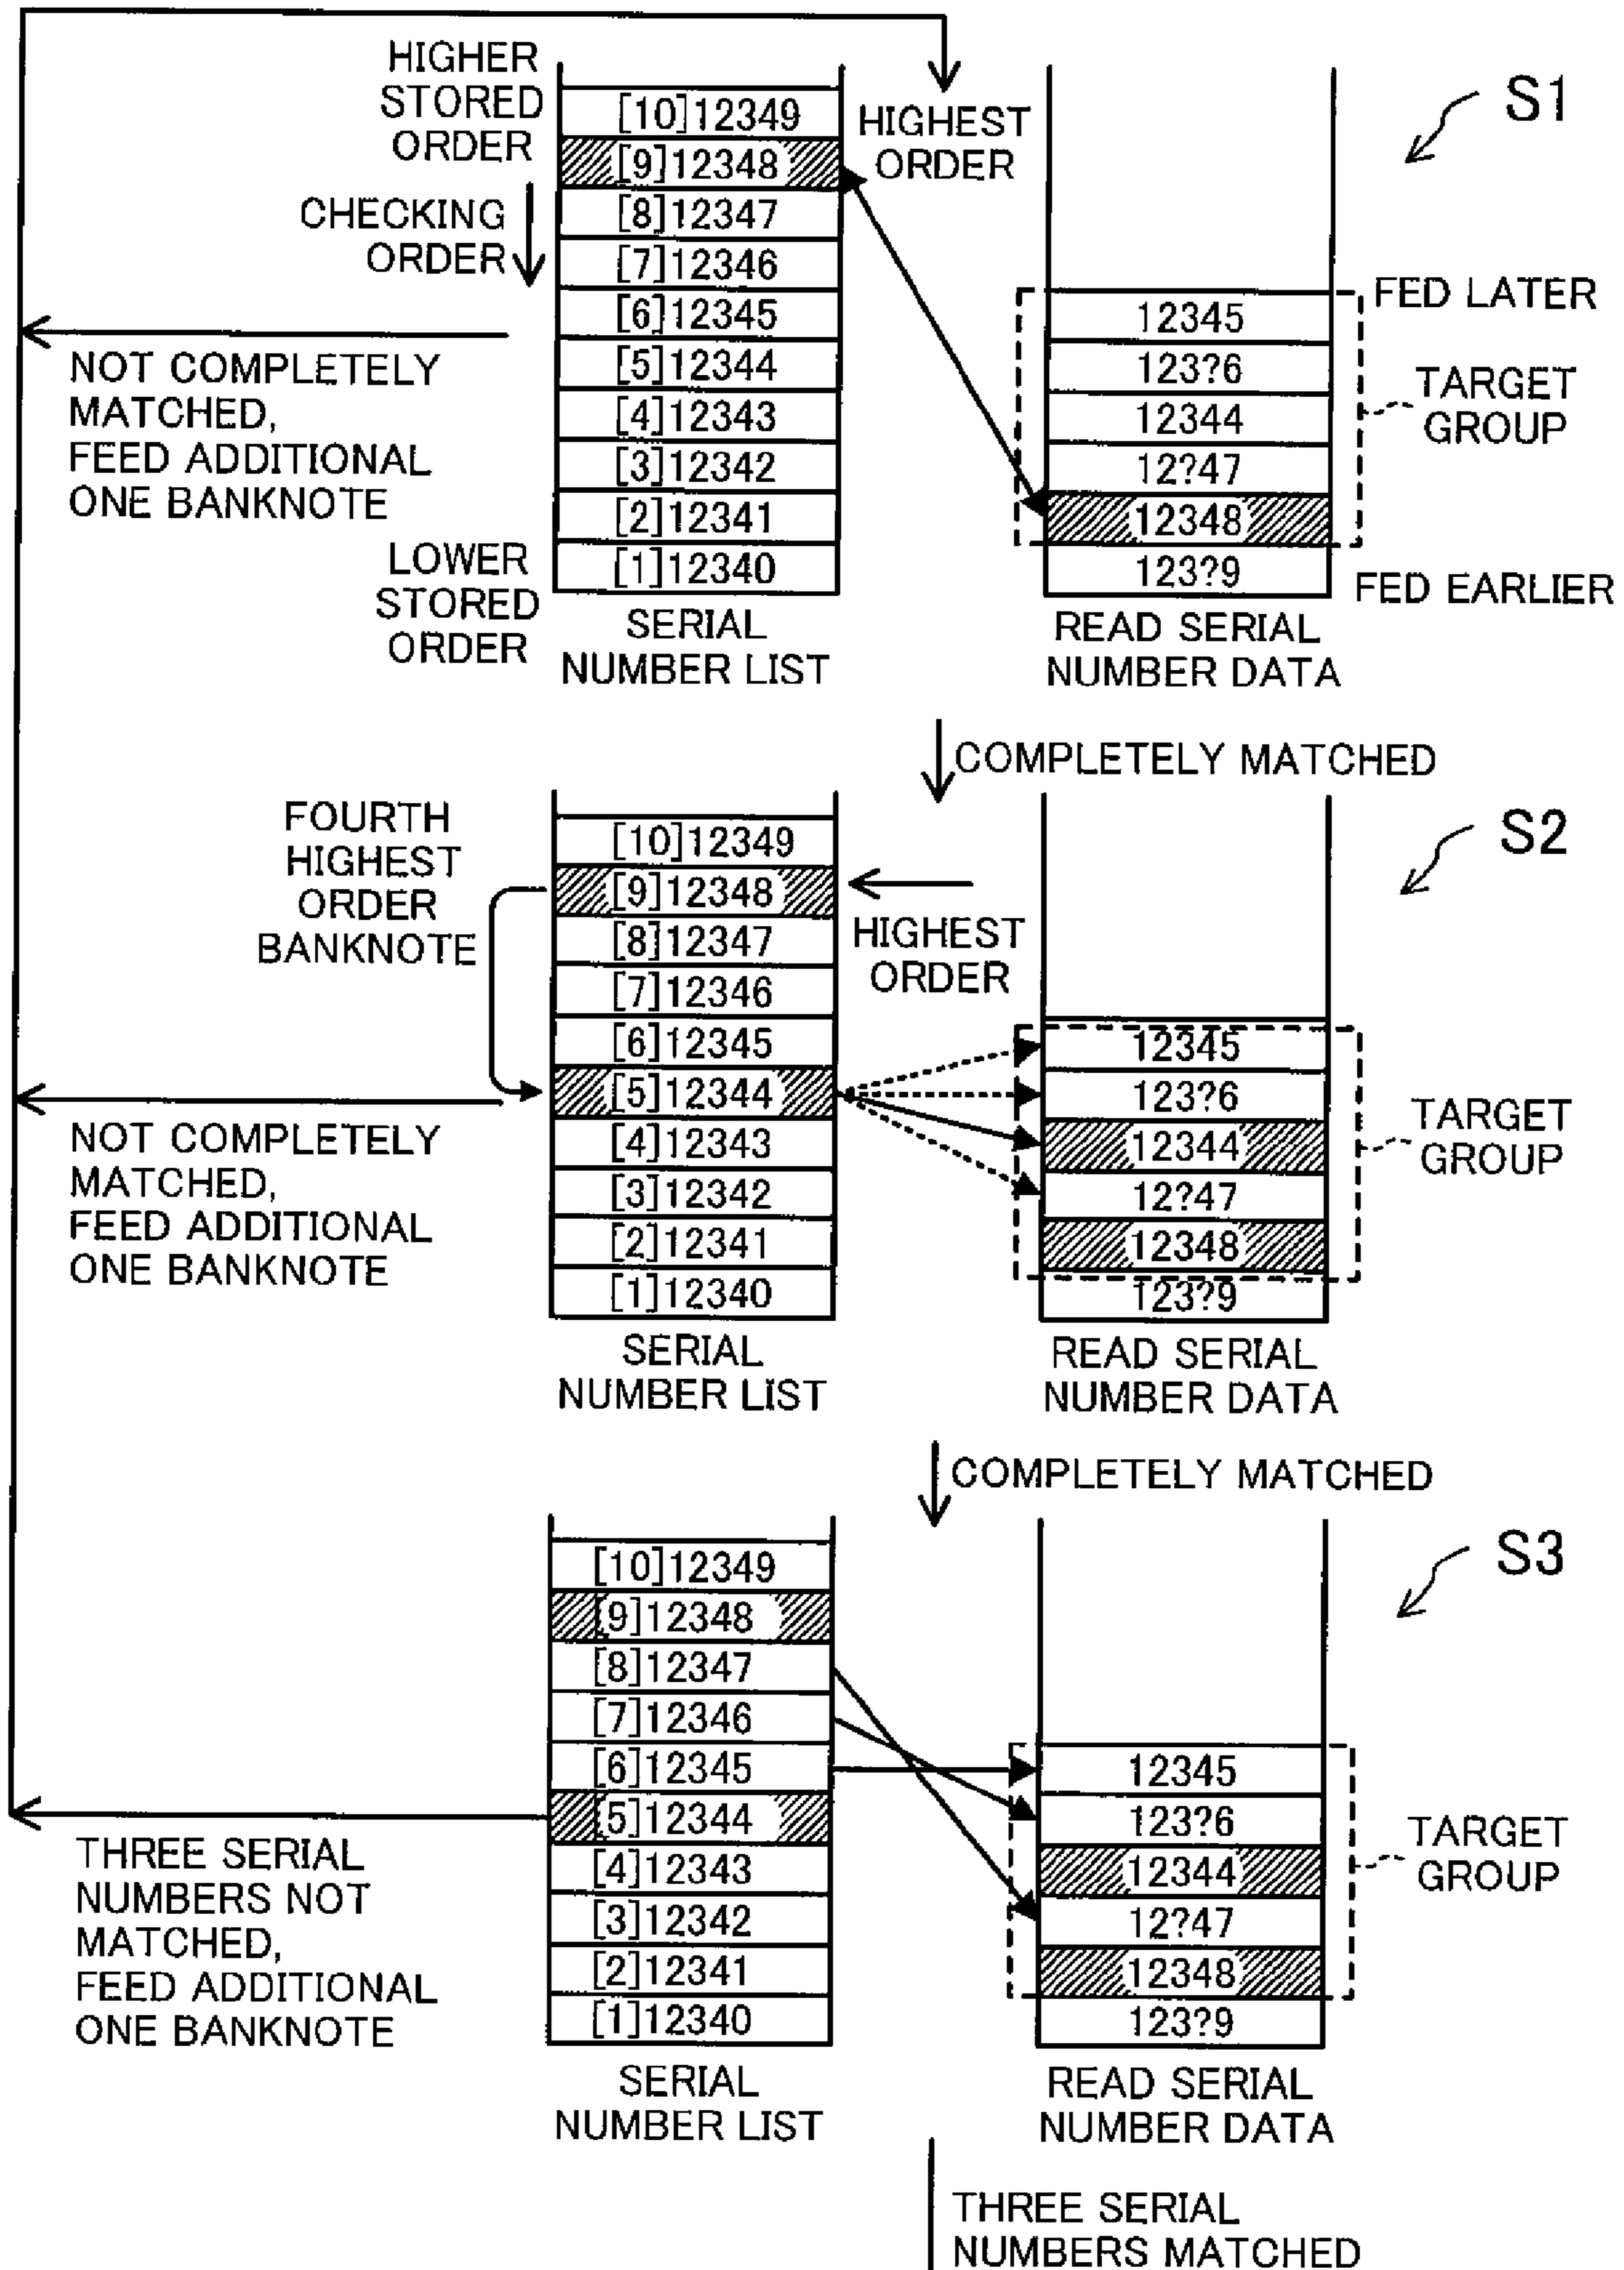 HIGHER
STORED
ORDER
CHECKING
ORDER
NOT COMPLETELY
MATCHED,
FEED ADDITIONAL
ONE BANKNOTE
LOWER
STORED
ORDER
[10]12349
[9]12348
[8]12347
[7]12346
[6]12345
[5]12344
[4]12343
[3]12342
[2]12341
[1]12340
SERIAL
NUMBER LIST
HIGHEST
ORDER
12345
123?6
12344
12?47
12348
123?9
READ SERIAL
NUMBER DATA
S1
FED LATER
TARGET
GROUP
FED EARLIER
COMPLETELY MATCHED
FOURTH
HIGHEST
ORDER
BANKNOTE
NOT COMPLETELY
MATCHED,
FEED ADDITIONAL
ONE BANKNOTE
[10]12349
[9]12348
[8]12347
[7]12346
[6]12345
[5]12344
[4]12343
[3]12342
[2]12341
[1]12340
SERIAL
NUMBER LIST
HIGHEST
ORDER
12345
123?6
12344
12?47
12348
123?9
READ SERIAL
NUMBER DATA
S2
TARGET
GROUP
COMPLETELY MATCHED
THREE SERIAL
NUMBERS NOT
MATCHED,
FEED ADDITIONAL
ONE BANKNOTE
[10]12349
[9]12348
[8]12347
[7]12346
[6]12345
[5]12344
[4]12343
[3]12342
[2]12341
[1]12340
SERIAL
NUMBER LIST
12345
123?6
12344
12?47
12348
123?9
READ SERIAL
NUMBER DATA
S3
TARGET
GROUP
THREE SERIAL
NUMBERS MATCHED